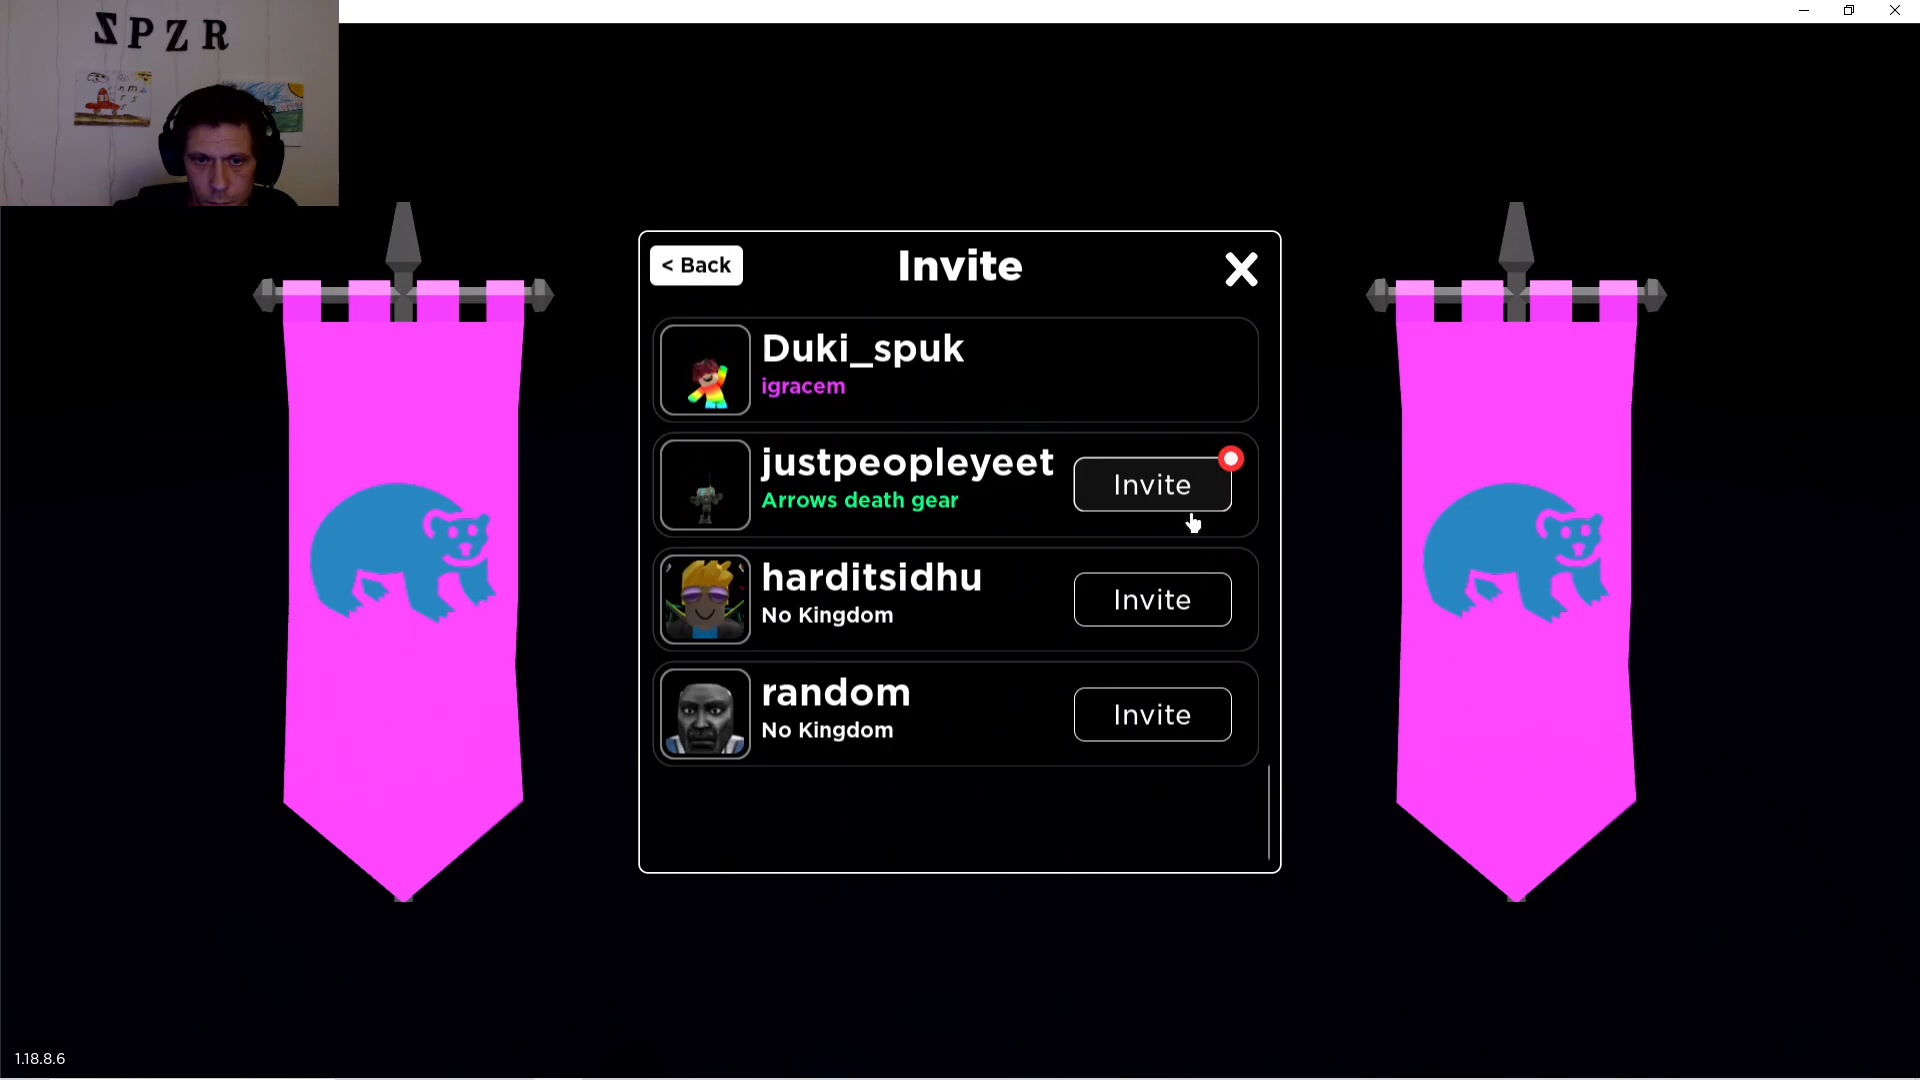 SPZR
< Back
Invite
Duki_spuk
igracem
justpeopleyeet
Arrows death gear
Invite
harditsidhu
No Kingdom
Invite
random
No Kingdom
Invite
1.18.8.6